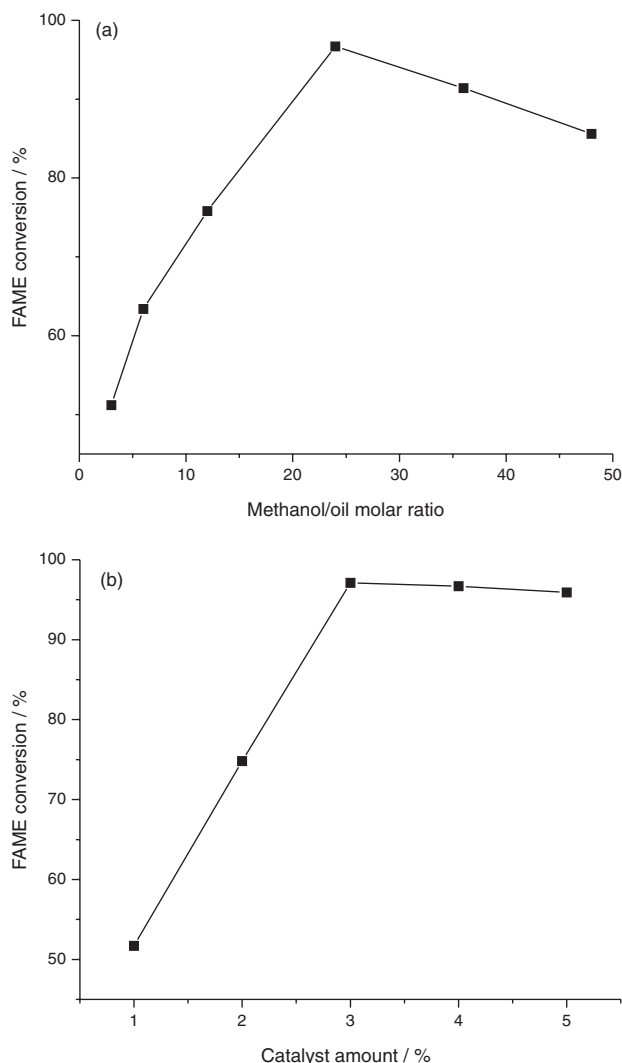 (a)
100
80
60
FAME conversion / %
0 10 20 30 40 50
Methanol/oil molar ratio
(b)
100
90
80
70
60
50
FAME conversion / %
1 2 3 4 5
Catalyst amount / %